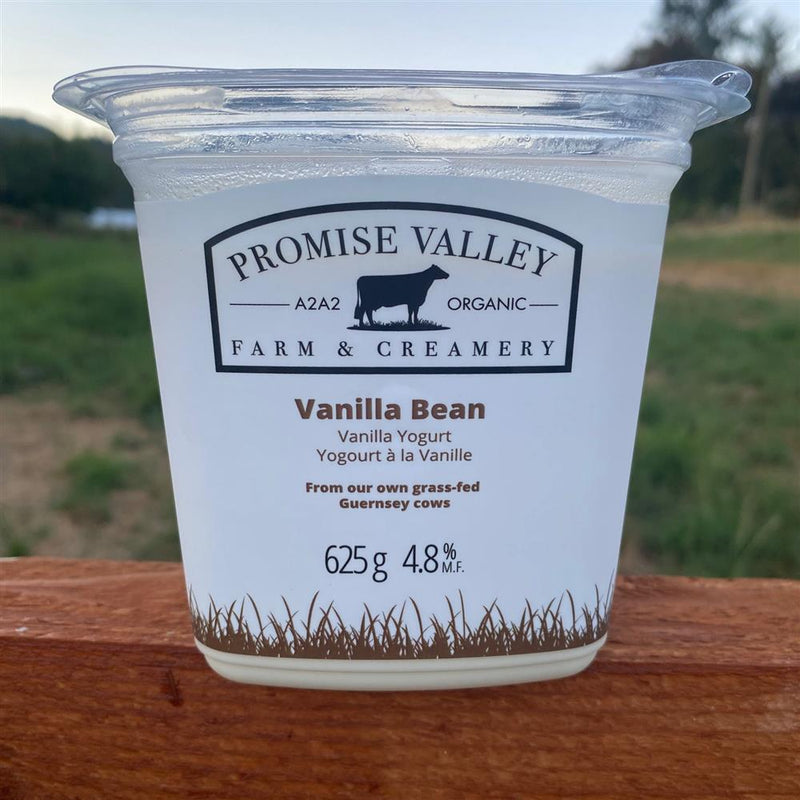 PROMISE VALLEY
A2A2 ORGANIC
FARM & CREAMERY
Vanilla Bean
Vanilla Yogurt
Yogourt à la Vanille
From our own grass-fed
Guernsey cows
625 g 4.8% M.F.